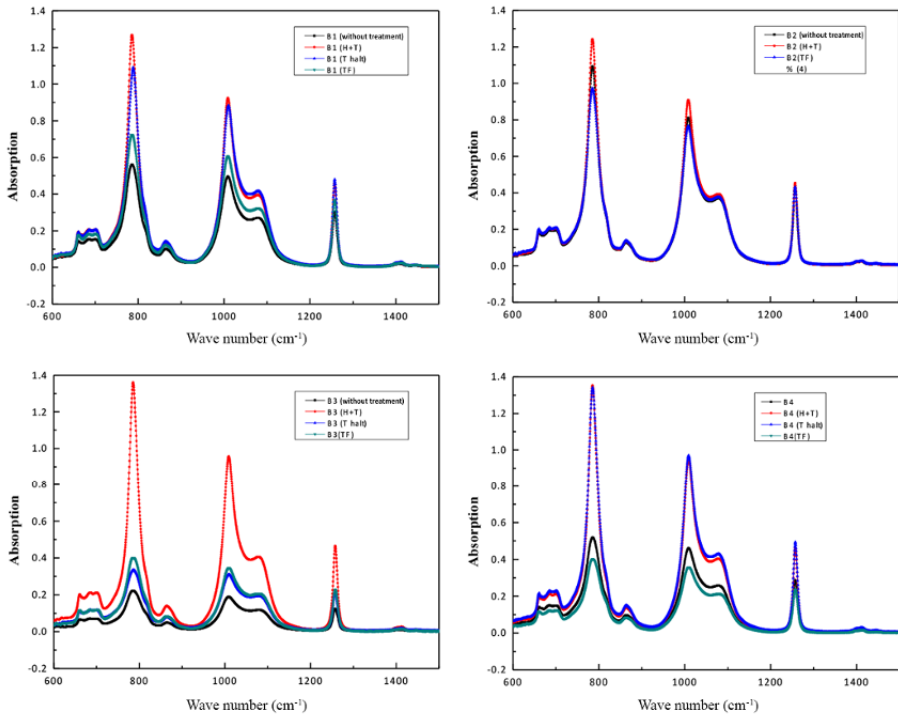 1.4
1.2
1.0
0.8
0.6
0.4
0.2
0.0
-0.2
600 800 1000 1200 1400
Absorption
Wave number (cm-1)
B1 (without treatment)
B1 (H+T)
B1 (T halt)
B1 (TF)
1.4
1.2
1.0
0.8
0.6
0.4
0.2
0.0
-0.2
600 800 1000 1200 1400
Absorption
Wave number (cm-1)
B2 (without treatment)
B2 (H+T)
B2(TF)
% (4)
1.4
1.2
1.0
0.8
0.6
0.4
0.2
0.0
-0.2
600 800 1000 1200 1400
Absorption
Wave number (cm-1)
B3 (without treatment)
B3 (H+T)
B3 (T halt)
B3(TF)
1.4
1.2
1.0
0.8
0.6
0.4
0.2
0.0
-0.2
600 800 1000 1200 1400
Absorption
Wave number (cm-1)
B4
B4 (H+T)
B4 (T halt)
B4(TF)